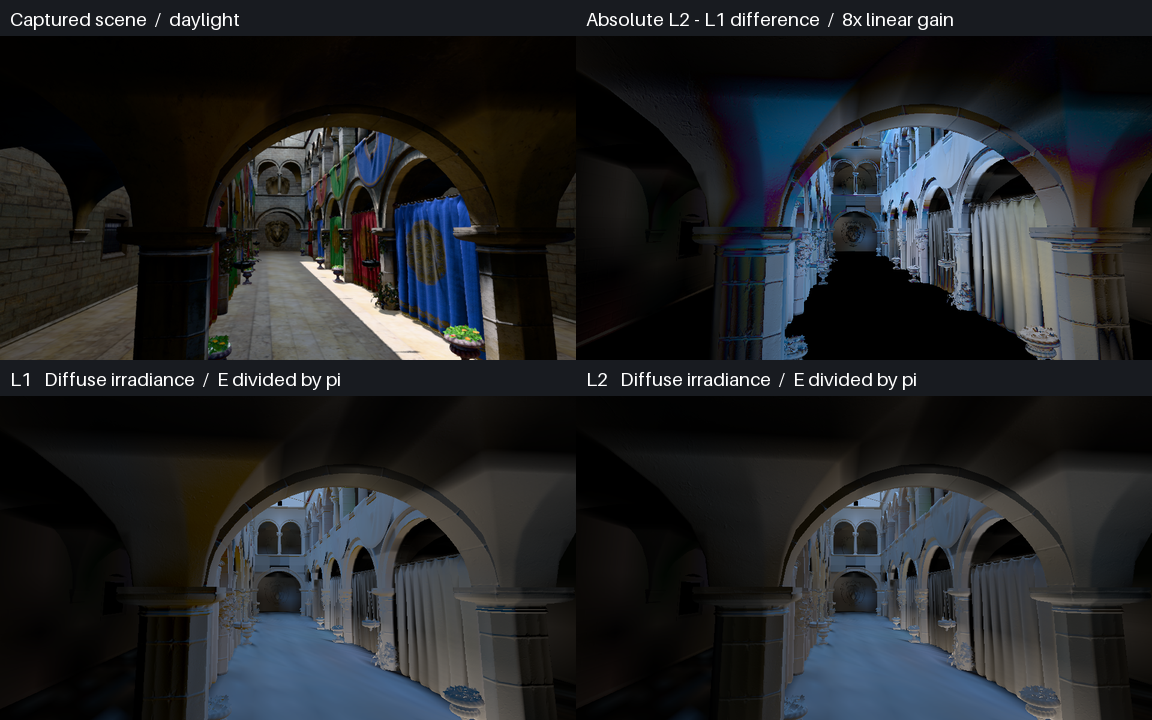 Captured scene / daylight
Absolute L2 - L1 difference / 8x linear gain
L1 Diffuse irradiance / E divided by pi
L2 Diffuse irradiance / E divided by pi